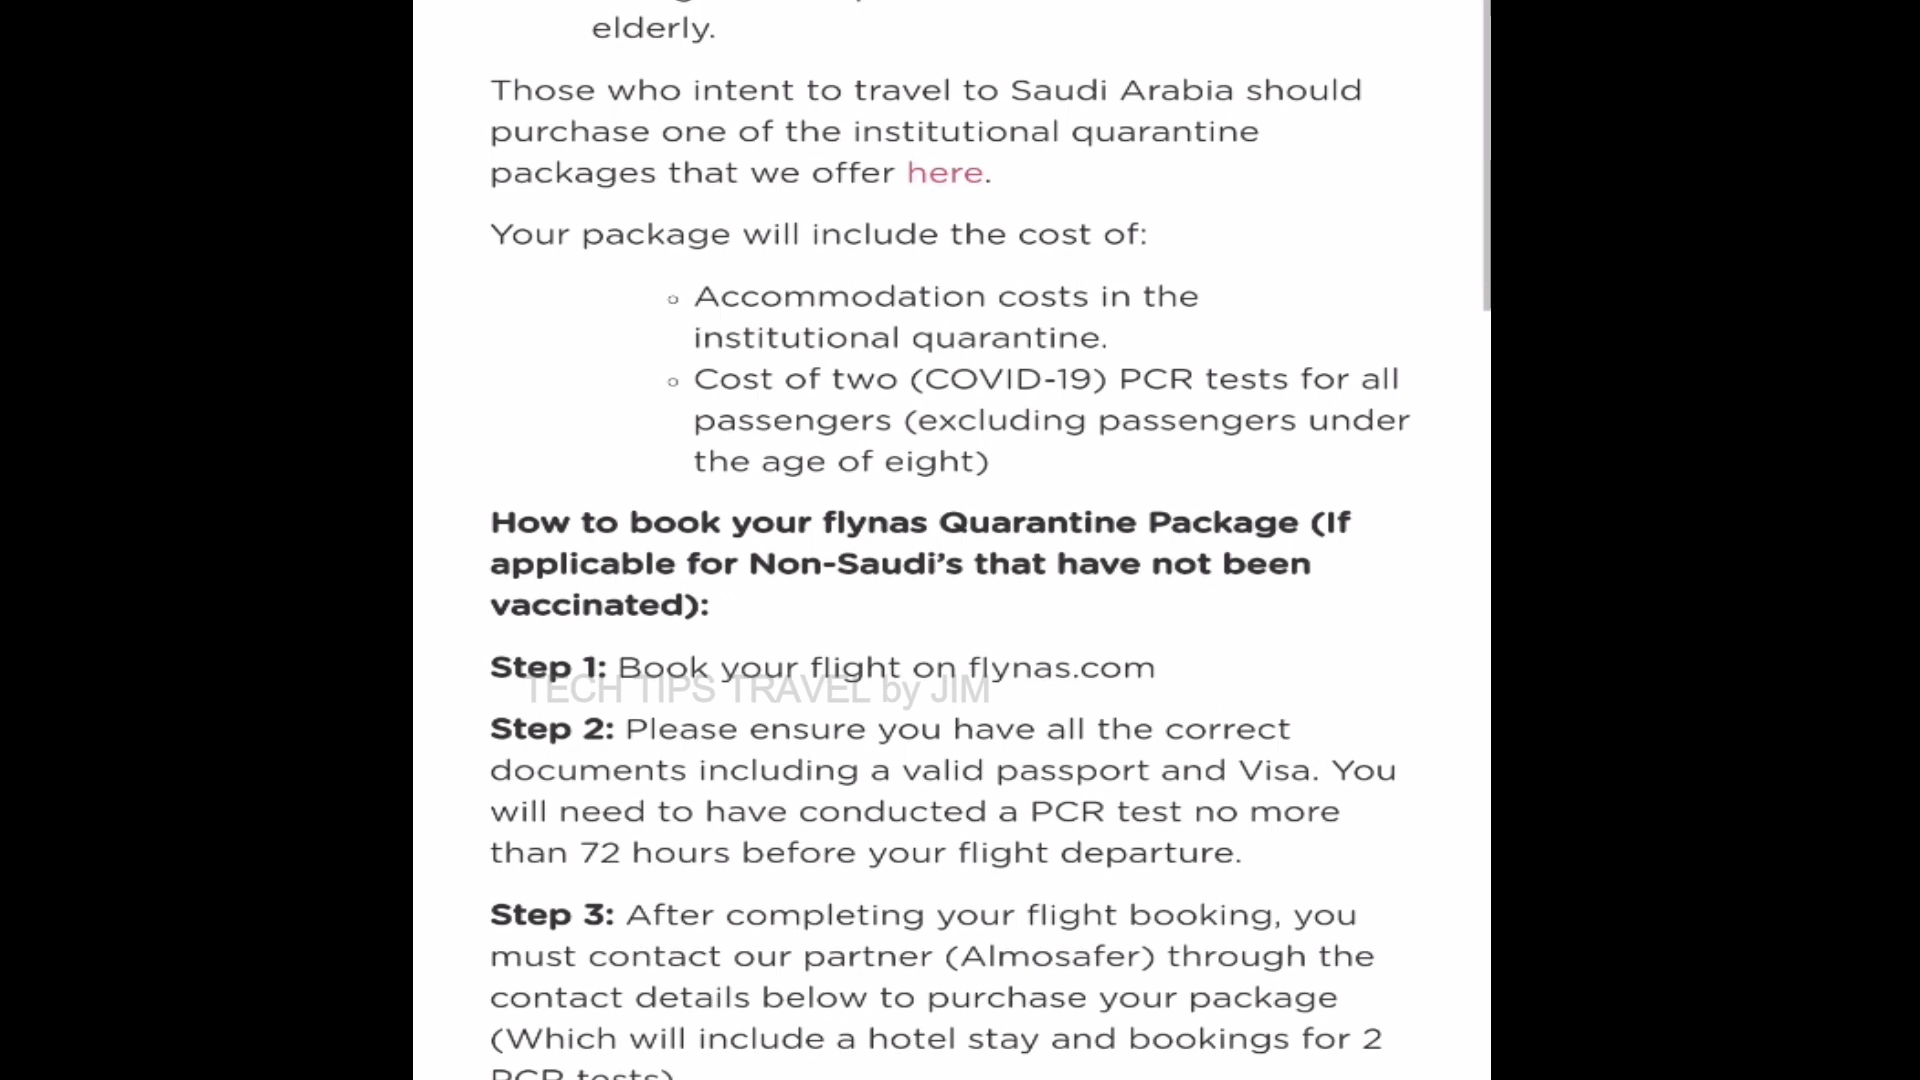 elderly.
Those who intent to travel to Saudi Arabia should
purchase one of the institutional quarantine
packages that we offer here.
Your package will include the cost of:
Accommodation costs in the
institutional quarantine.
Cost of two (COVID-19) PCR tests for all
passengers (excluding passengers under
the age of eight)
How to book your flynas Quarantine Package (If
applicable for Non-Saudi’s that have not been
vaccinated):
Step 1: Book your flight on flynas.com
TECH TIPS TRAVEL by JIM
Step 2: Please ensure you have all the correct
documents including a valid passport and Visa. You
will need to have conducted a PCR test no more
than 72 hours before your flight departure.
Step 3: After completing your flight booking, you
must contact our partner (Almosafer) through the
contact details below to purchase your package
(Which will include a hotel stay and bookings for 2
PCR tests)